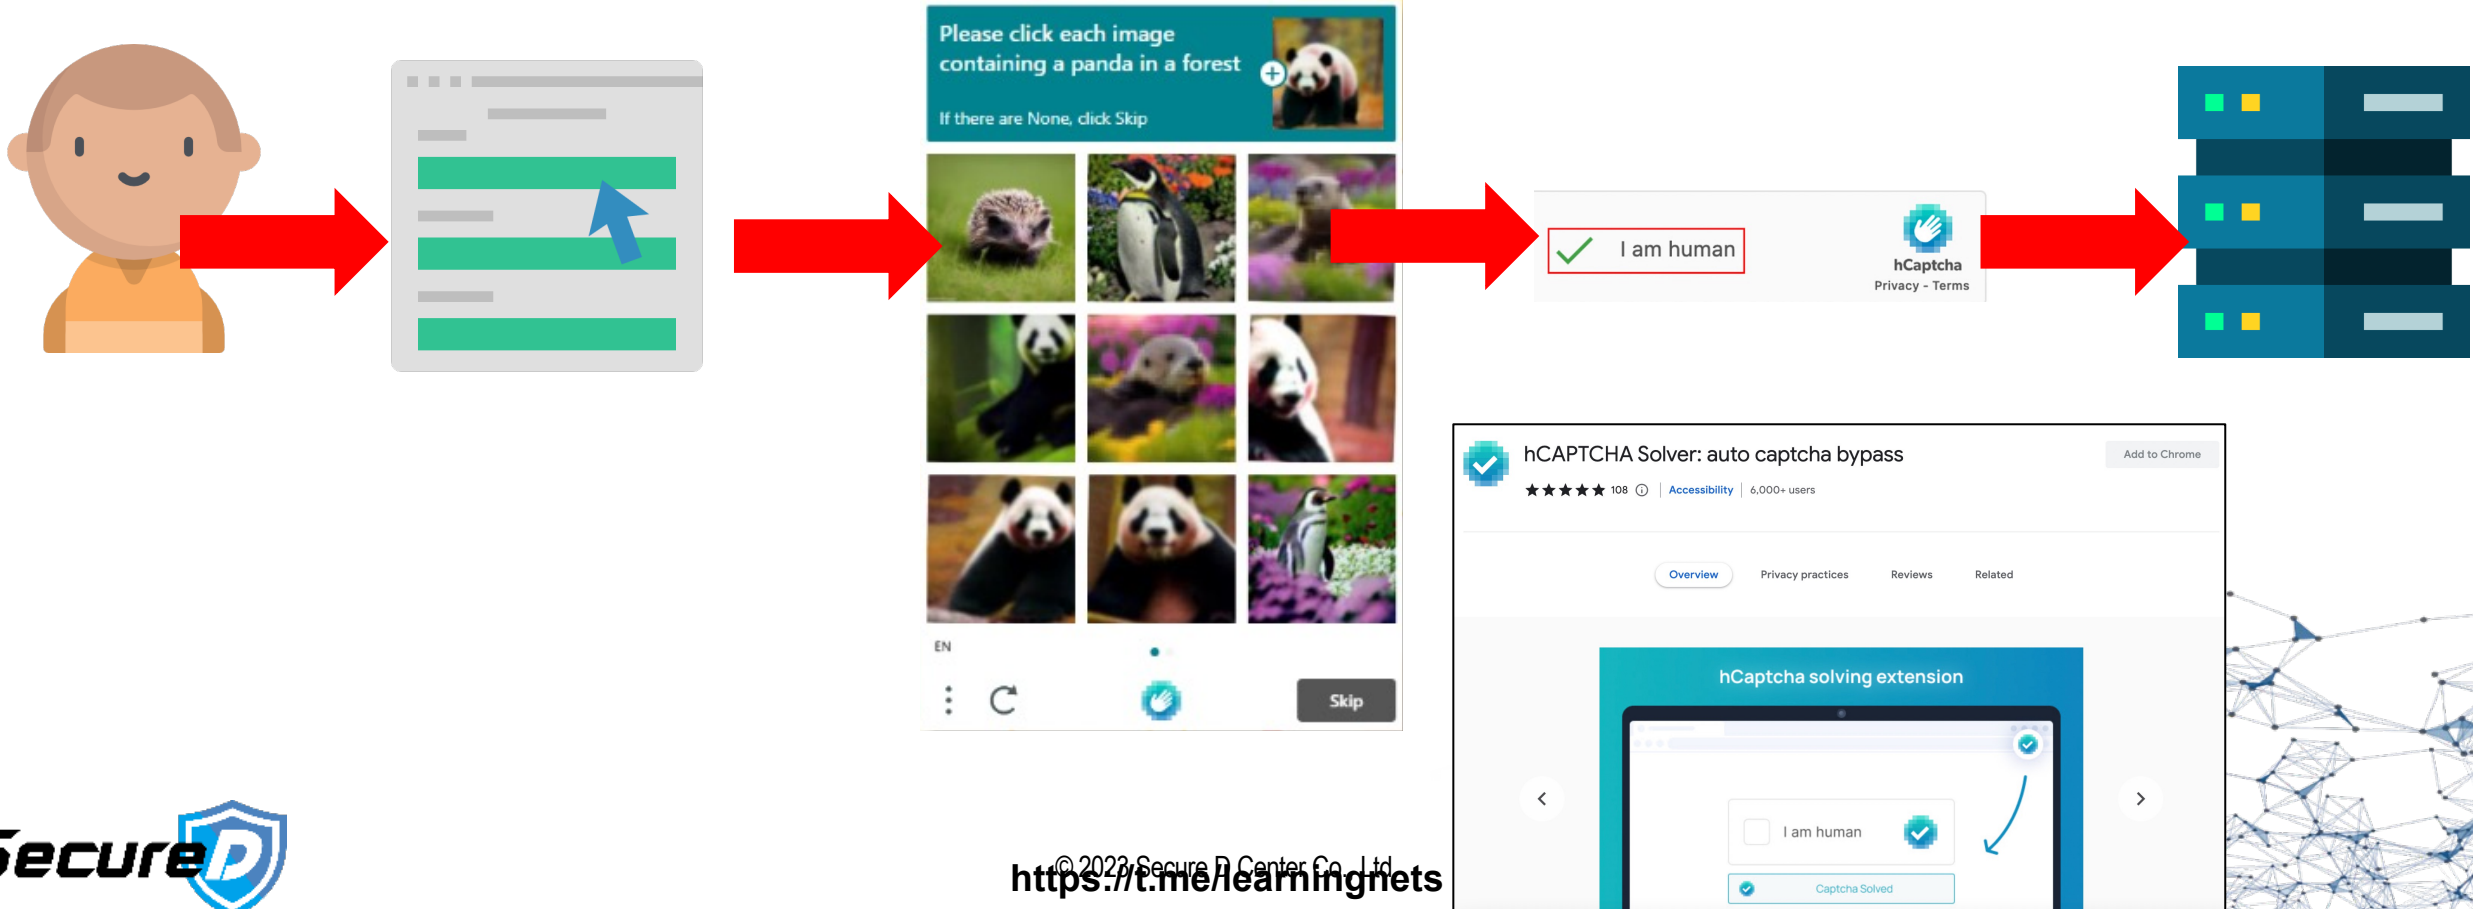 Please click each image
containing a panda in a forest
If there are None, click Skip
EN
Skip
I am human
hCaptcha
Privacy - Terms
hCAPTCHA Solver: auto captcha bypass
Add to Chrome
108
Accessibility
6,000+ users
Overview
Privacy practices
Reviews
Related
hCaptcha solving extension
I am human
Captcha Solved
SecureD
© 2023 Secure D Center Co., Ltd.
https://t.me/learningnets